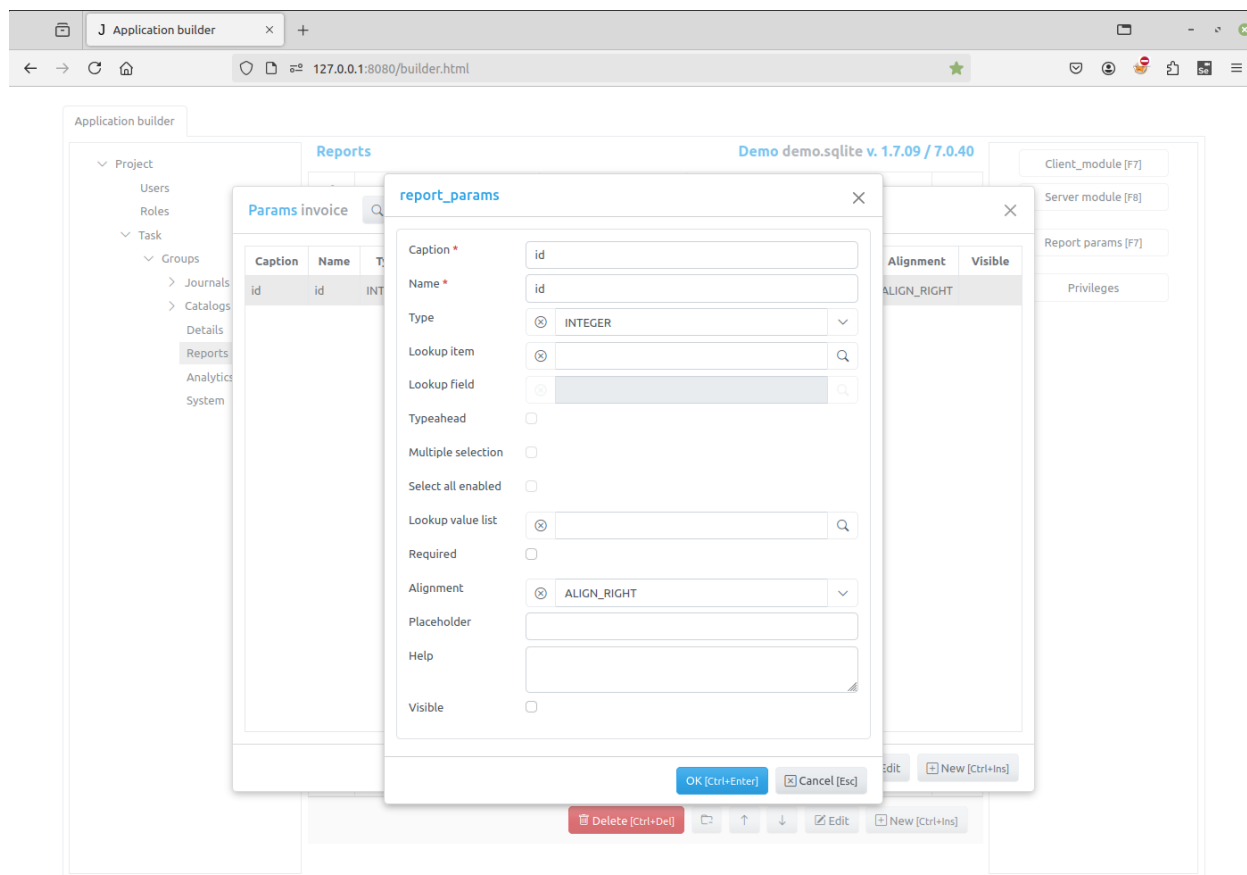 J Application builder
127.0.0.1:8080/builder.html
Se
Application builder
Project
Users
Roles
Task
Groups
Journals
Catalogs
Details
Reports
Analytics
System
Reports
Demo demo.sqlite v. 1.7.09 / 7.0.40
Client_module [F7]
Server module [F8]
Report params [F7]
Privileges
Params invoice
Caption Name Alignment Visible
id id INT ALIGN_RIGHT
Edit New [Ctrl+Ins]
report_params
Caption * id
Name * id
Type INTEGER
Lookup item
Lookup field
Typeahead
Multiple selection
Select all enabled
Lookup value list
Required
Alignment ALIGN_RIGHT
Placeholder
Help
Visible
OK [Ctrl+Enter] Cancel [Esc]
Delete [Ctrl+Del] Edit New [Ctrl+Ins]